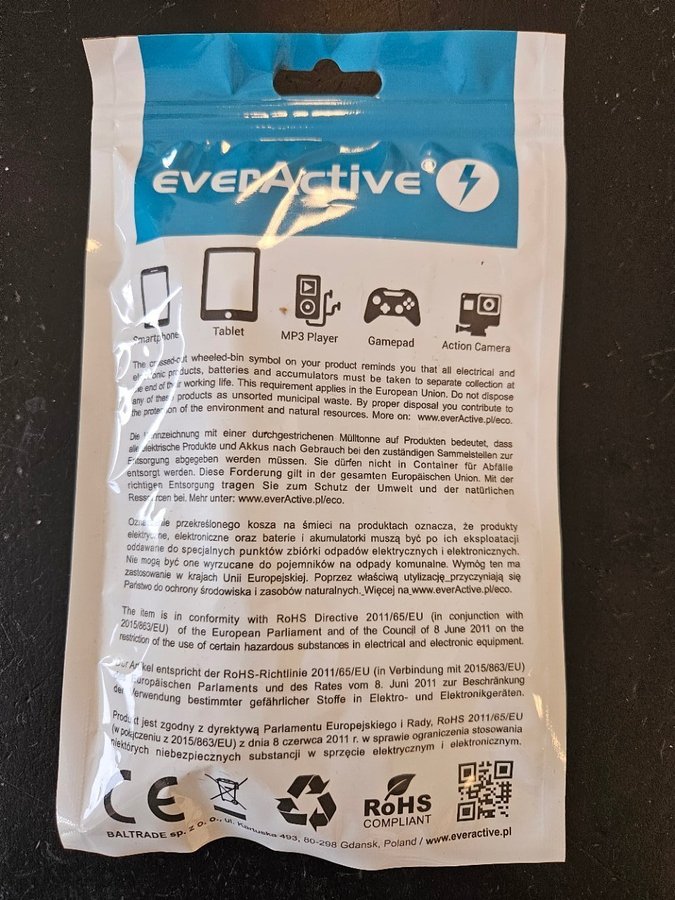 everActive®
Smartphone
Tablet
MP3 Player
Gamepad
Action Camera
The crossed-out wheeled-bin symbol on your product reminds you that all electrical and
electronic products, batteries and accumulators must be taken to separate collection at
the end of their working life. This requirement applies in the European Union. Do not dispose
any of these products as unsorted municipal waste. By proper disposal you contribute to
the protection of the environment and natural resources. More on: www.everActive.pl/eco.
Die Kennzeichnung mit einer durchgestrichenen Mülltonne auf Produkten bedeutet, dass
alle elektrische Produkte und Akkus nach Gebrauch bei den zuständigen Sammelstellen zur
Entsorgung abgegeben werden müssen. Sie dürfen nicht in Container für Abfälle
entsorgt werden. Diese Forderung gilt in der gesamten Europäischen Union. Mit der
richtigen Entsorgung tragen Sie zum Schutz der Umwelt und der natürlichen
Ressourcen bei. Mehr unter: www.everActive.pl/eco.
Oznaczenie przekreślonego kosza na śmieci na produktach oznacza, że produkty
elektryczne, elektroniczne oraz baterie i akumulatorki muszą być po ich eksploatacji
oddawane do specjalnych punktów zbiórki odpadów elektrycznych i elektronicznych.
Nie mogą być one wyrzucane do pojemników na odpady komunalne. Wymóg ten ma
zastosowanie w krajach Unii Europejskiej. Poprzez właściwą utylizację przyczyniają się
Państwo do ochrony środowiska i zasobów naturalnych. Więcej na www.everActive.pl/eco.
The item is in conformity with RoHS Directive 2011/65/EU (in conjunction with
2015/863/EU) of the European Parliament and of the Council of 8 June 2011 on the
restriction of the use of certain hazardous substances in electrical and electronic equipment.
Der Artikel entspricht der RoHS-Richtlinie 2011/65/EU (in Verbindung mit 2015/863/EU)
des Europäischen Parlaments und des Rates vom 8. Juni 2011 zur Beschränkung
der Verwendung bestimmter gefährlicher Stoffe in Elektro- und Elektronikgeräten.
Produkt jest zgodny z dyrektywą Parlamentu Europejskiego i Rady, RoHS 2011/65/EU
(w połączeniu z 2015/863/EU) z dnia 8 czerwca 2011 r. w sprawie ograniczenia stosowania
niektórych niebezpiecznych substancji w sprzęcie elektrycznym i elektronicznym.
CE
RoHS
COMPLIANT
BALTRADE sp. z o. o., ul. Kartuska 493, 80-298 Gdansk, Poland / www.everactive.pl